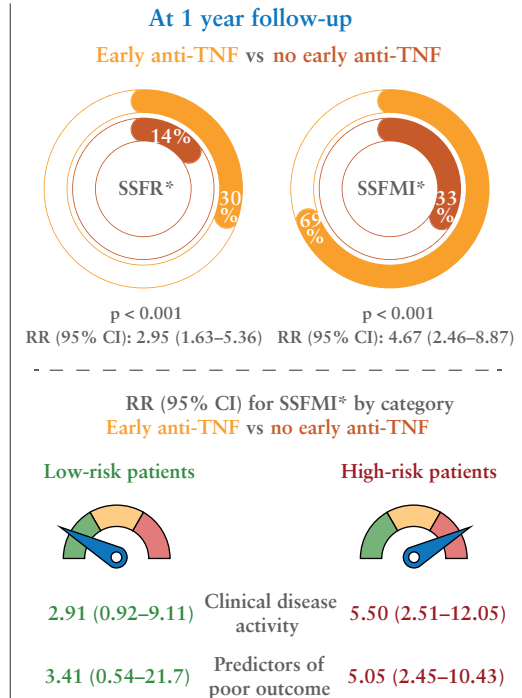 At 1 year follow-up
Early anti-TNF vs no early anti-TNF
14%
SSFR*
30
%
33
%
SSFMI*
69
%
p < 0.001
RR (95% CI): 2.95 (1.63–5.36)
p < 0.001
RR (95% CI): 4.67 (2.46–8.87)
RR (95% CI) for SSFMI* by category
Early anti-TNF vs no early anti-TNF
Low-risk patients
High-risk patients
2.91 (0.92–9.11)
Clinical disease
activity
5.50 (2.51–12.05)
3.41 (0.54–21.7)
Predictors of
poor outcome
5.05 (2.45–10.43)